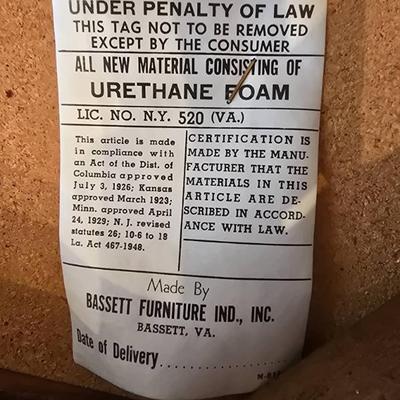 UNDER PENALTY OF LAW
THIS TAG NOT TO BE REMOVED
EXCEPT BY THE CONSUMER
ALL NEW MATERIAL CONSISTING OF
URETHANE FOAM
LIC. NO. N.Y. 520 (VA.)
This article is made
in compliance with
an Act of the Dist. of
Columbia approved
July 3, 1926; Kansas
approved March 1923;
Minn. approved April
24, 1929; N. J. revised
statutes 26; 10-6 to 18
La. Act 467-1948.
CERTIFICATION IS
MADE BY THE MANU-
FACTURER THAT THE
MATERIALS IN THIS
ARTICLE ARE DE-
SCRIBED IN ACCORD-
ANCE WITH LAW.
Made By
BASSETT FURNITURE IND., INC.
BASSETT, VA.
Date of Delivery